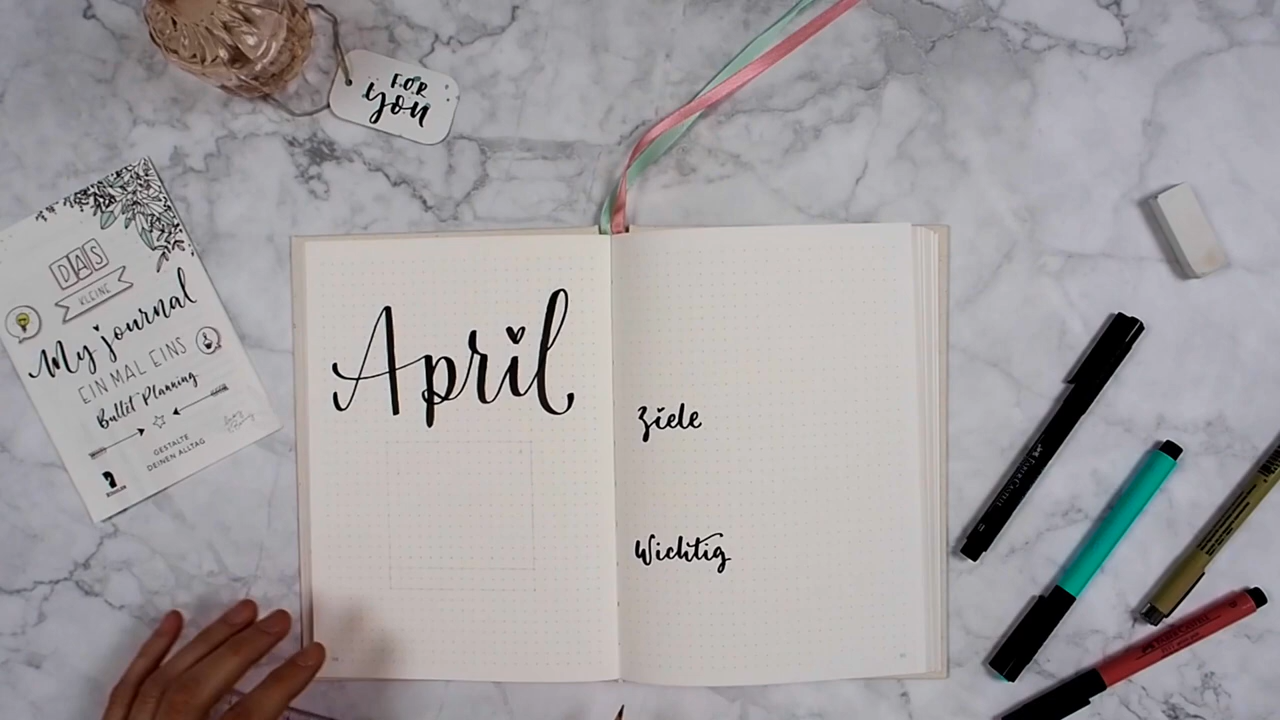 FOR
you
DAS
KLEINE
My journal
EIN MAL EINS
Bullet Planning
GESTALTE
DEINEN ALLTAG
April
Ziele
Wichtig